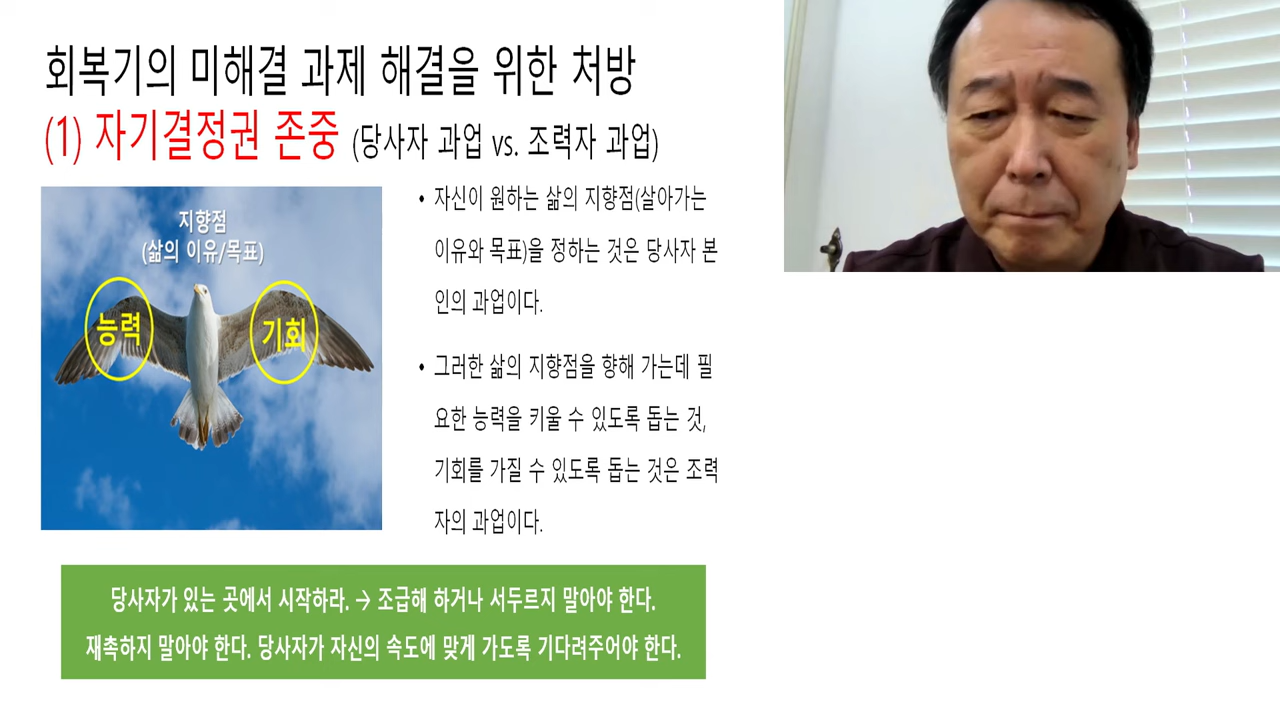 회복기의 미해결 과제 해결을 위한 처방
(1) 자기결정권 존중 (당사자 과업 vs. 조력자 과업)
지향점
(삶의 이유/목표)
능력
기회
• 자신이 원하는 삶의 지향점(살아가는
이유와 목표)을 정하는 것은 당사자 본
인의 과업이다.
• 그러한 삶의 지향점을 향해 가는데 필
요한 능력을 키울 수 있도록 돕는 것,
기회를 가질 수 있도록 돕는 것은 조력
자의 과업이다.
당사자가 있는 곳에서 시작하라. → 조급해 하거나 서두르지 말아야 한다.
재촉하지 말아야 한다. 당사자가 자신의 속도에 맞게 가도록 기다려주어야 한다.